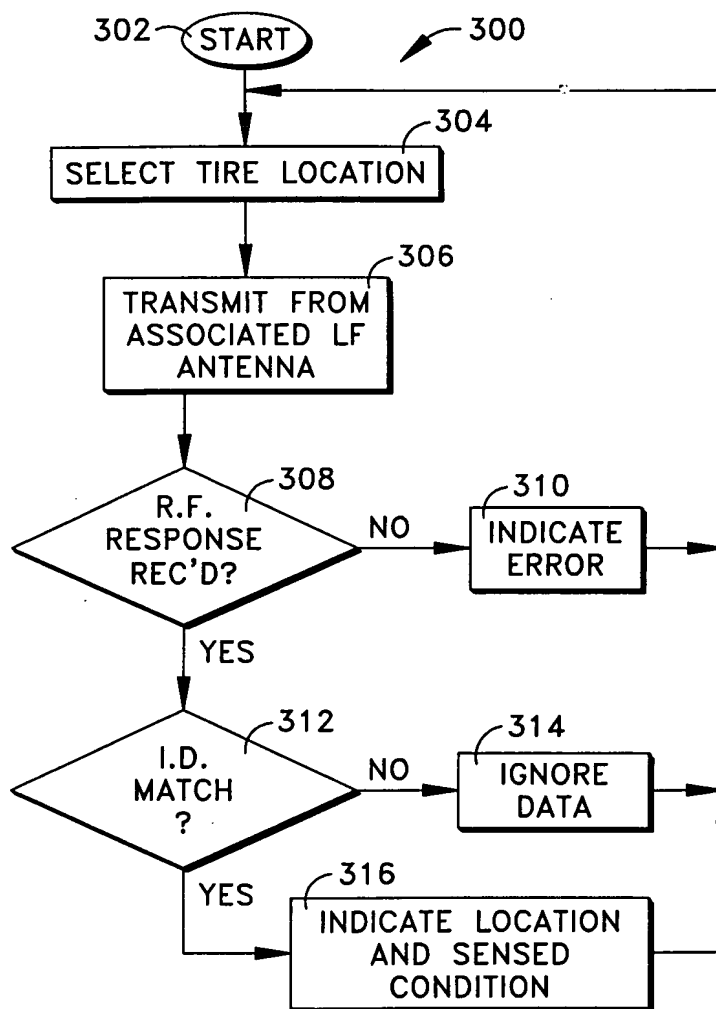 302
START
300
304
SELECT TIRE LOCATION
306
TRANSMIT FROM
ASSOCIATED LF
ANTENNA
308
R.F.
RESPONSE
REC'D?
NO
310
INDICATE
ERROR
YES
312
I.D.
MATCH
?
NO
314
IGNORE
DATA
YES
316
INDICATE LOCATION
AND SENSED
CONDITION